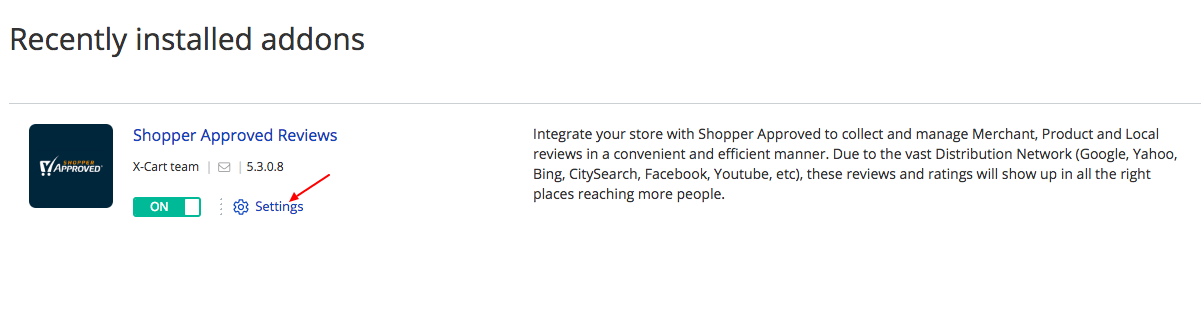 Recently installed addons
SHOPPER
APPROVED
Shopper Approved Reviews
X-Cart team | | 5.3.0.8
ON
Settings
Integrate your store with Shopper Approved to collect and manage Merchant, Product and Local
reviews in a convenient and efficient manner. Due to the vast Distribution Network (Google, Yahoo,
Bing, CitySearch, Facebook, Youtube, etc), these reviews and ratings will show up in all the right
places reaching more people.